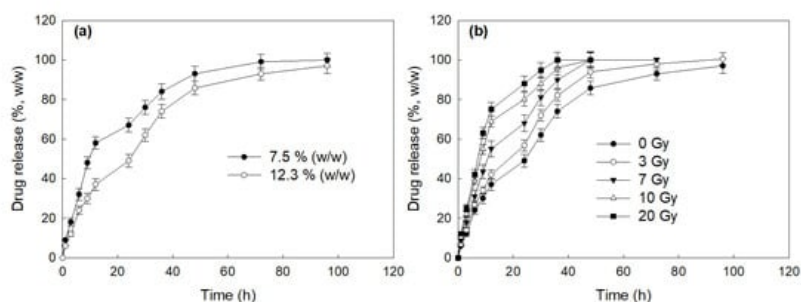 (a)
Drug release (%, w/w)
120
100
80
60
40
20
0
7.5 % (w/w)
12.3 % (w/w)
0 20 40 60 80 100 120
Time (h)
(b)
Drug release (%, w/w)
120
100
80
60
40
20
0
0 Gy
3 Gy
7 Gy
10 Gy
20 Gy
0 20 40 60 80 100 120
Time (h)